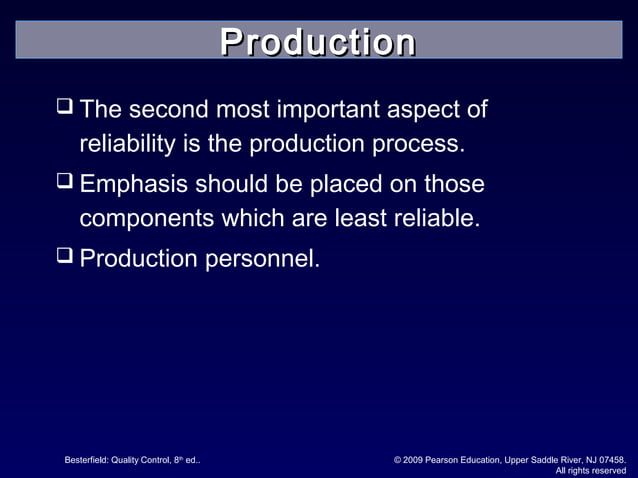 Production
❑ The second most important aspect of
reliability is the production process.
❑ Emphasis should be placed on those
components which are least reliable.
❑ Production personnel.
Besterfield: Quality Control, 8th ed..
© 2009 Pearson Education, Upper Saddle River, NJ 07458.
All rights reserved